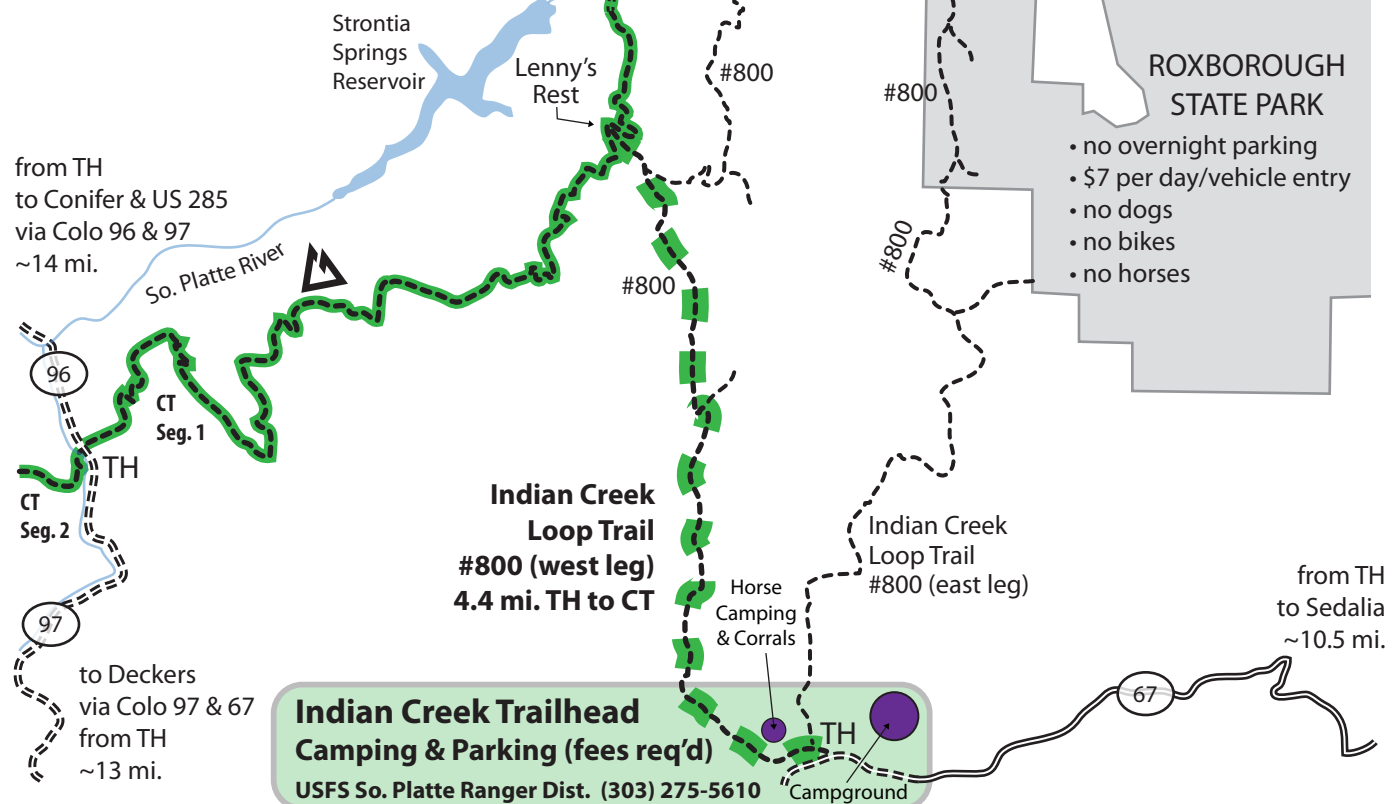 Strontia
Springs
Reservoir
Lenny's
Rest
#800
#800
ROXBOROUGH
STATE PARK
• no overnight parking
• $7 per day/vehicle entry
• no dogs
• no bikes
• no horses
from TH
to Conifer & US 285
via Colo 96 & 97
~14 mi.
So. Platte River
#800
#800
96
CT
Seg. 1
TH
CT
Seg. 2
Indian Creek
Loop Trail
#800 (west leg)
4.4 mi. TH to CT
Indian Creek
Loop Trail
#800 (east leg)
Horse
Camping
& Corrals
from TH
to Sedalia
~10.5 mi.
97
to Deckers
via Colo 97 & 67
from TH
~13 mi.
67
Indian Creek Trailhead
Camping & Parking (fees req'd)
USFS So. Platte Ranger Dist. (303) 275-5610
TH
Campground